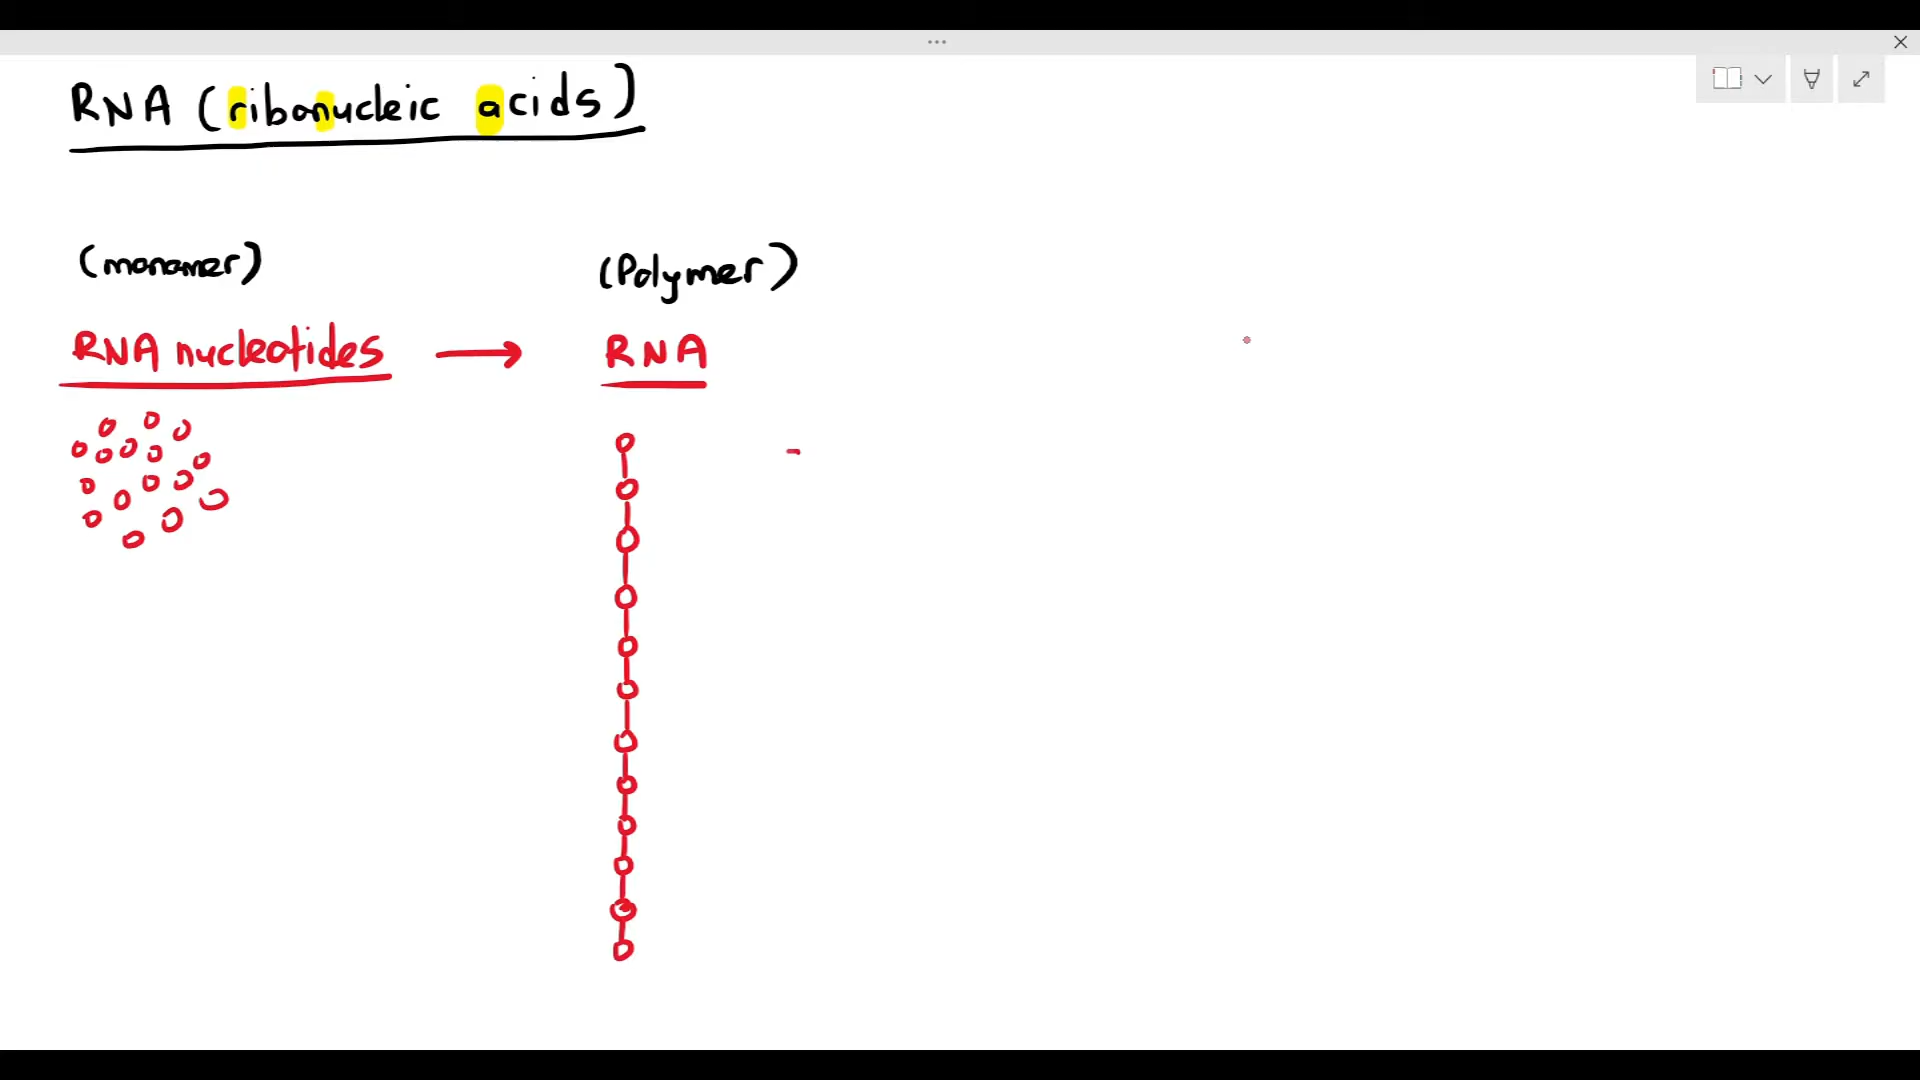 RNA (ribonucleic acids)
(monomer)
(Polymer)
RNA nucleotides → RNA
-